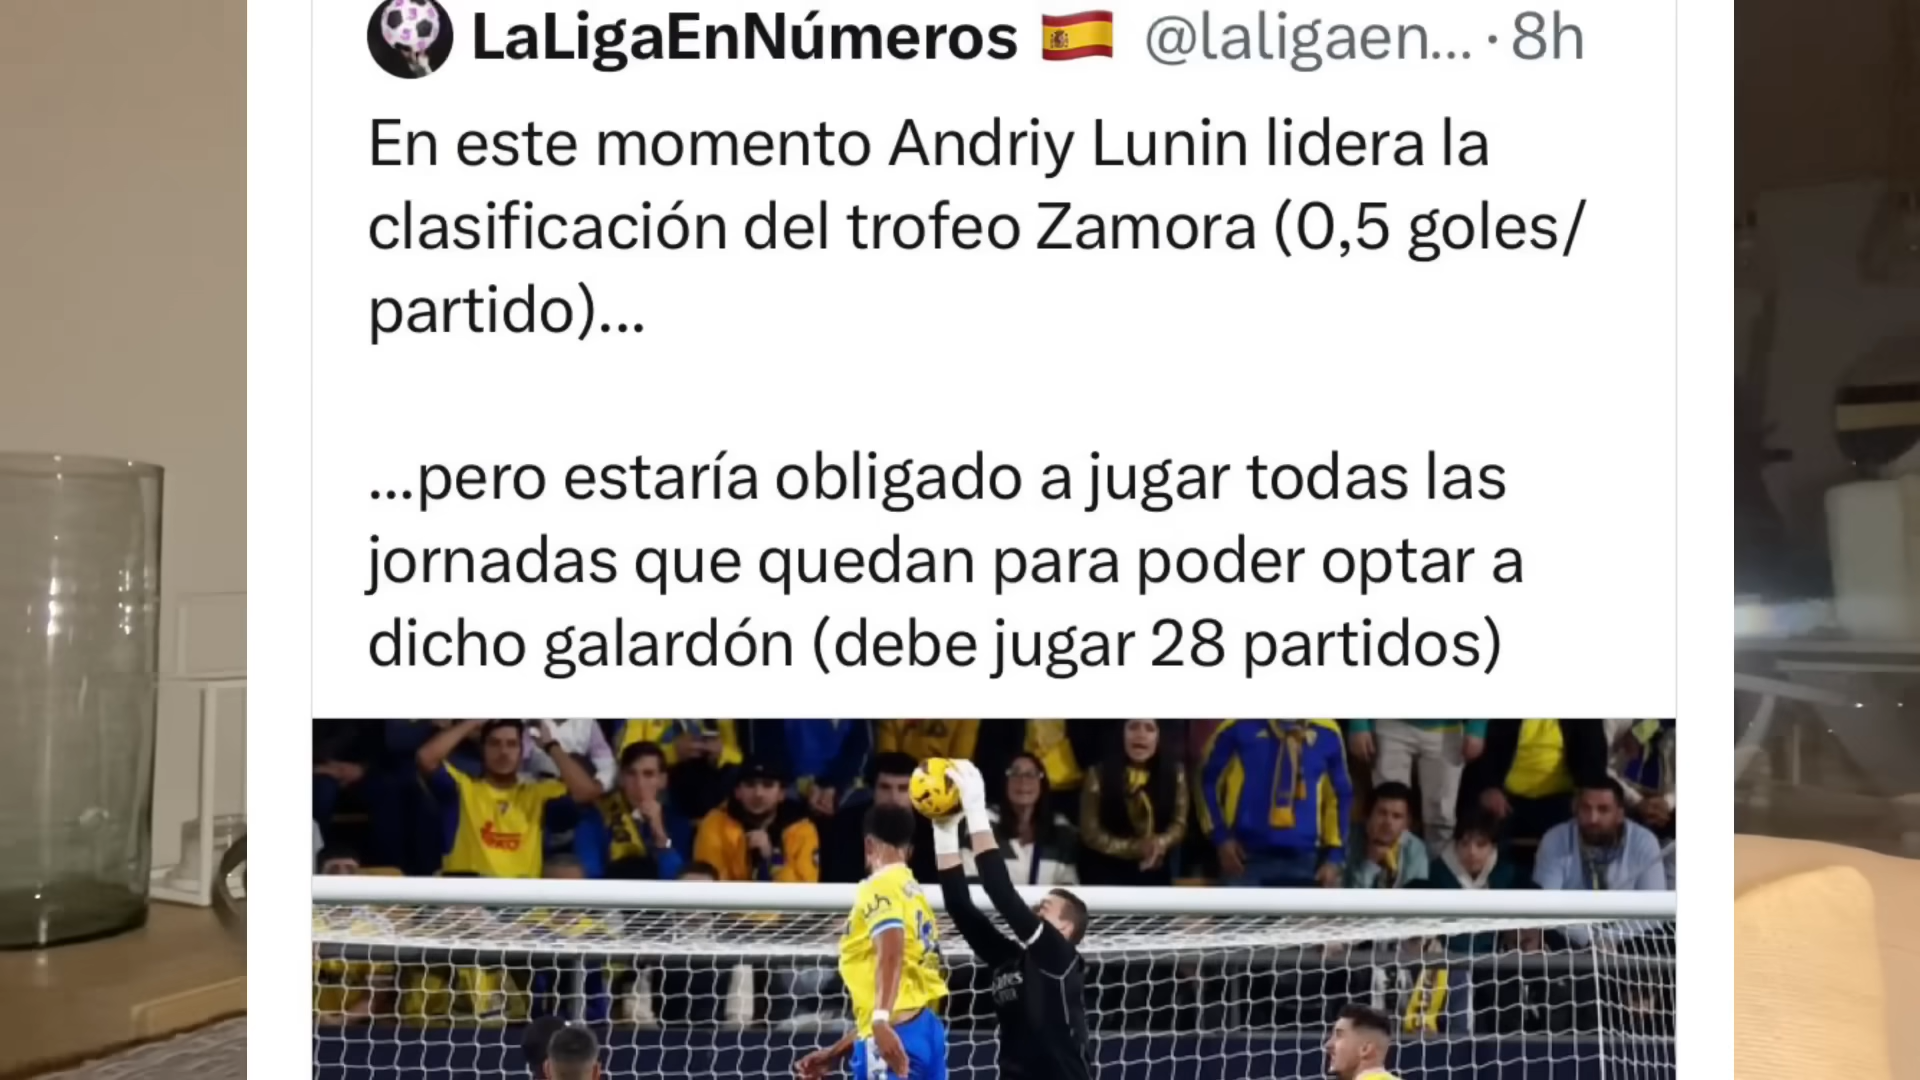 LaLigaEnNúmeros 🇪🇸 @laligaen... · 8h
En este momento Andriy Lunin lidera la
clasificación del trofeo Zamora (0,5 goles/
partido)...
...pero estaría obligado a jugar todas las
jornadas que quedan para poder optar a
dicho galardón (debe jugar 28 partidos)